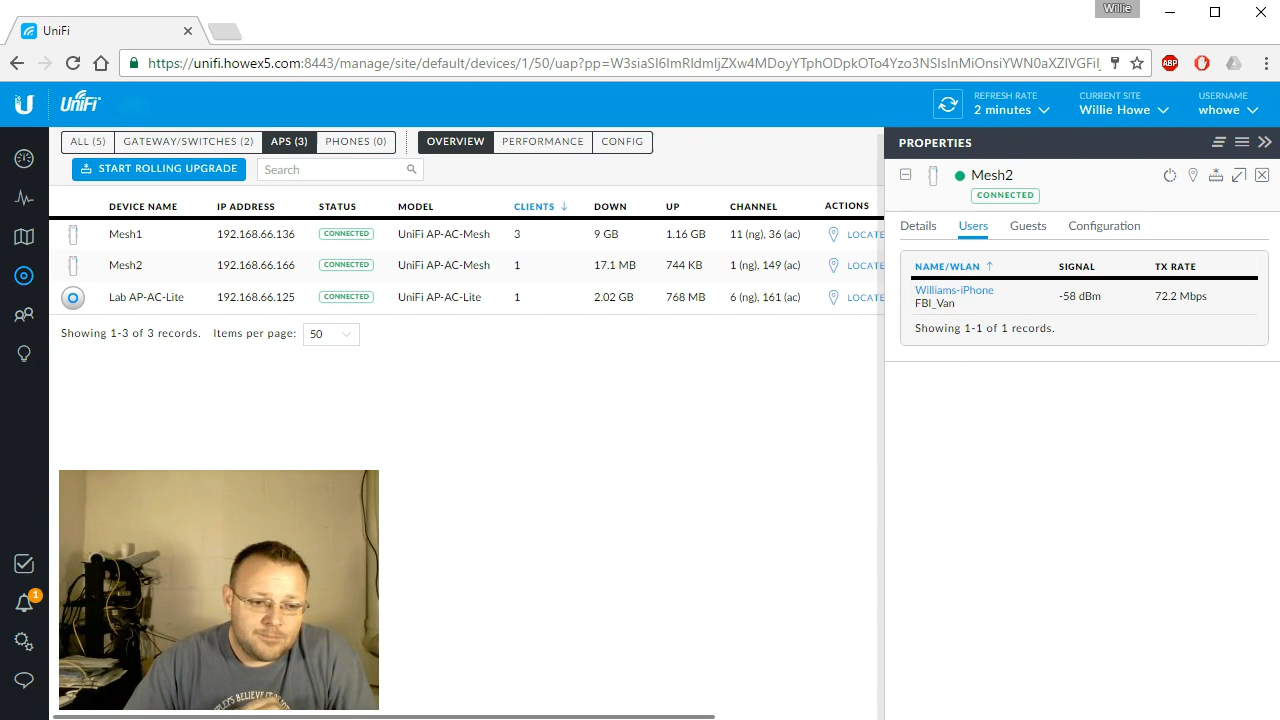 Willie
UniFi
https://unifi.howex5.com:8443/manage/site/default/devices/1/50/uap?pp=
ABP
UniFi
REFRESH RATE
2 minutes
CURRENT SITE
Willie Howe
USERNAME
whowe
ALL (5) GATEWAY/SWITCHES (2) APS (3) PHONES (0) OVERVIEW PERFORMANCE CONFIG
START ROLLING UPGRADE Search
DEVICE NAME IP ADDRESS STATUS MODEL CLIENTS ↓ DOWN UP CHANNEL ACTIONS
Mesh1 192.168.66.136 CONNECTED UniFi AP-AC-Mesh 3 9 GB 1.16 GB 11 (ng), 36 (ac) LOCATE
Mesh2 192.168.66.166 CONNECTED UniFi AP-AC-Mesh 1 17.1 MB 744 KB 1 (ng), 149 (ac) LOCATE
Lab AP-AC-Lite 192.168.66.125 CONNECTED UniFi AP-AC-Lite 1 2.02 GB 768 MB 6 (ng), 161 (ac) LOCATE
Showing 1-3 of 3 records. Items per page: 50
PROPERTIES
Mesh2
CONNECTED
Details Users Guests Configuration
NAME/WLAN ↑ SIGNAL TX RATE
Williams-iPhone
FBI_Van
-58 dBm 72.2 Mbps
Showing 1-1 of 1 records.
1